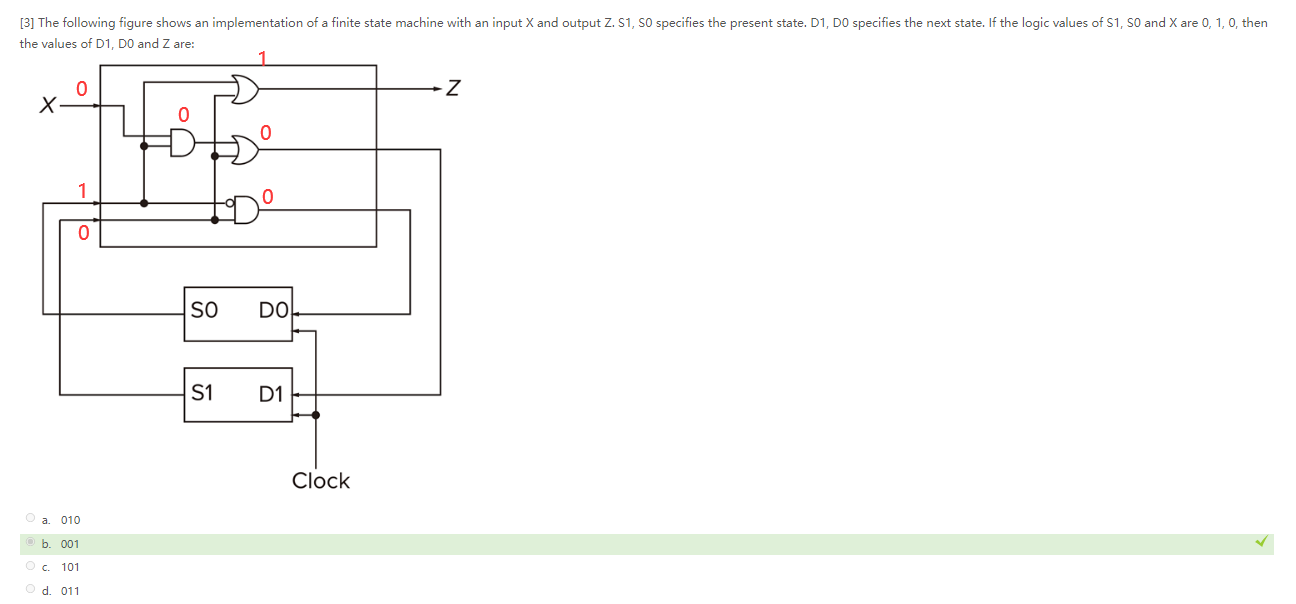 [3] The following figure shows an implementation of a finite state machine with an input X and output Z. S1, S0 specifies the present state. D1, D0 specifies the next state. If the logic values of S1, S0 and X are 0, 1, 0, then
the values of D1, D0 and Z are:
1
0
Z
X
0
0
1
0
0
S0 D0
S1 D1
Clock
a. 010
b. 001
c. 101
d. 011